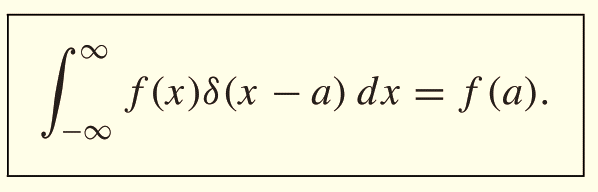 ∫_{−∞}^{∞} f(x)δ(x − a) dx = f(a).